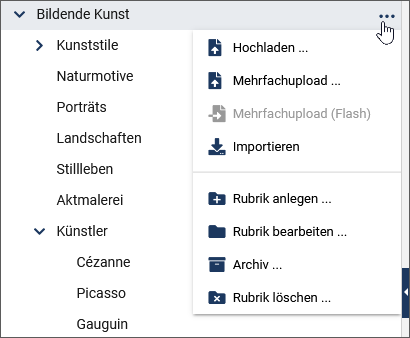 Bildende Kunst
Kunststile
Naturmotive
Porträts
Landschaften
Stillleben
Aktmalerei
Künstler
Cézanne
Picasso
Gauguin
Hochladen ...
Mehrfachupload ...
Mehrfachupload (Flash)
Importieren
Rubrik anlegen ...
Rubrik bearbeiten ...
Archiv ...
Rubrik löschen ...